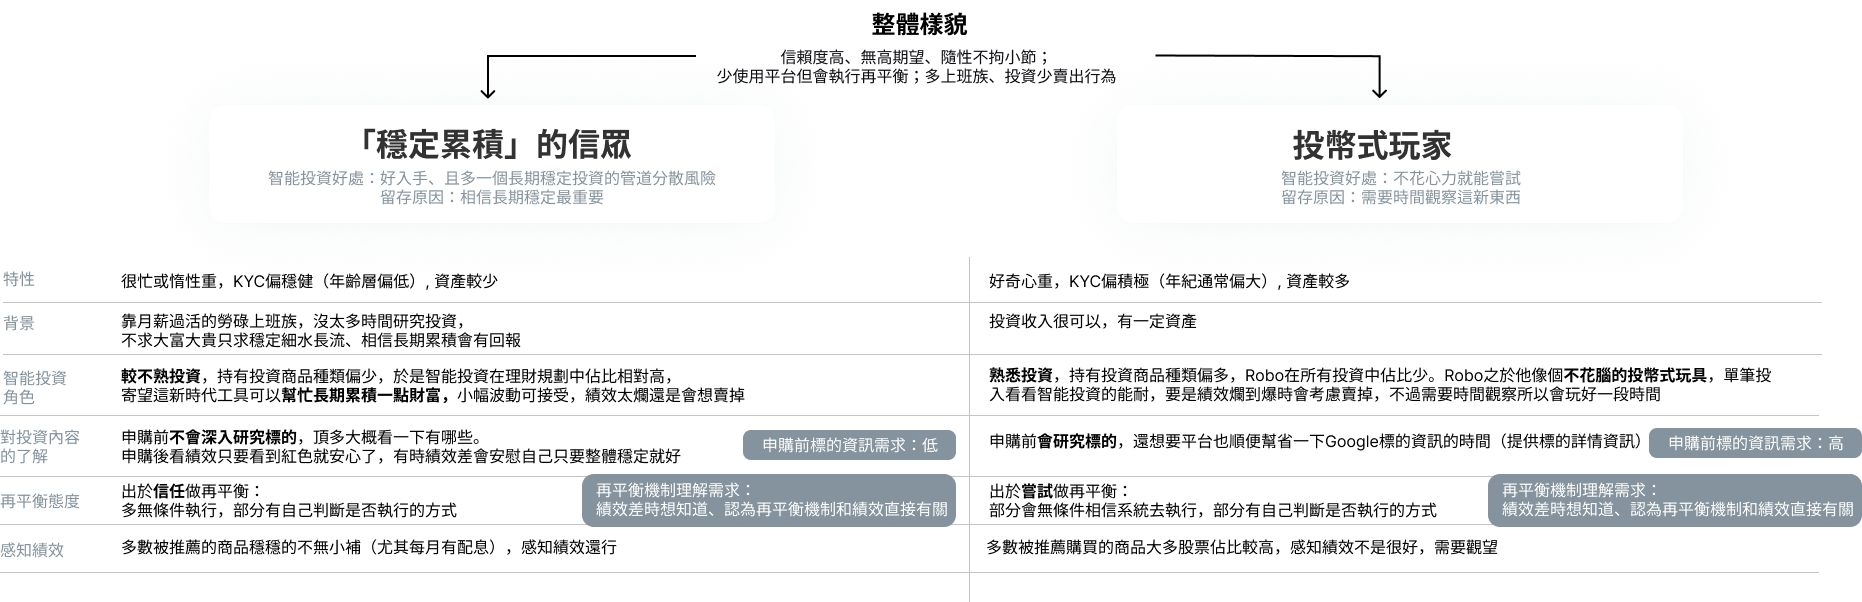 整體樣貌
信賴度高、無高期望、隨性不拘小節；
少使用平台但會執行再平衡；多上班族、投資少賣出行為
「穩定累積」的信眾
智能投資好處：好入手、且多一個長期穩定投資的管道分散風險
留存原因：相信長期穩定最重要
投幣式玩家
智能投資好處：不花心力就能嘗試
留存原因：需要時間觀察這新東西
特性
很忙或惰性重，KYC偏穩健（年齡層偏低）, 資產較少
好奇心重，KYC偏積極（年紀通常偏大）, 資產較多
背景
靠月薪過活的勞碌上班族，沒太多時間研究投資，
不求大富大貴只求穩定細水長流、相信長期累積會有回報
投資收入很可以，有一定資產
智能投資
角色
較不熟投資，持有投資商品種類偏少，於是智能投資在理財規劃中佔比相對高，
寄望這新時代工具可以幫忙長期累積一點財富，小幅波動可接受，績效太爛還是會想賣掉
熟悉投資，持有投資商品種類偏多，Robo在所有投資中佔比少。Robo之於他像個不花腦的投幣式玩具，單筆投
入看看智能投資的能耐，要是績效爛到爆時會考慮賣掉，不過需要時間觀察所以會玩好一段時間
對投資內容
的了解
申購前不會深入研究標的，頂多大概看一下有哪些。
申購後看績效只要看到紅色就安心了，有時績效差會安慰自己只要整體穩定就好
申購前標的資訊需求：低
申購前會研究標的，還想要平台也順便幫省一下Google標的資訊的時間（提供標的詳情資訊）
申購前標的資訊需求：高
再平衡態度
出於信任做再平衡：
多無條件執行，部分有自己判斷是否執行的方式
再平衡機制理解需求：
績效差時想知道、認為再平衡機制和績效直接有關
出於嘗試做再平衡：
部分會無條件相信系統去執行，部分有自己判斷是否執行的方式
再平衡機制理解需求：
績效差時想知道、認為再平衡機制和績效直接有關
感知績效
多數被推薦的商品穩穩的不無小補（尤其每月有配息），感知績效還行
多數被推薦購買的商品大多股票佔比較高，感知績效不是很好，需要觀望